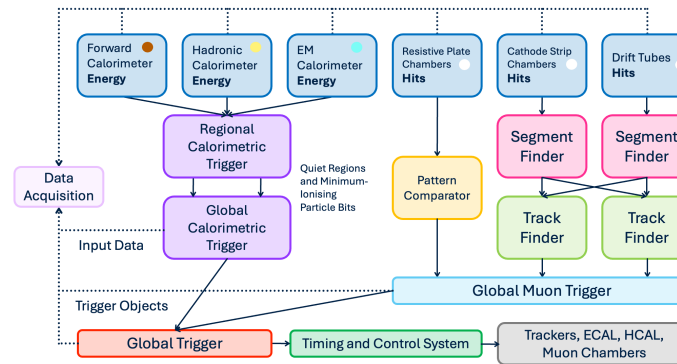 Forward
Calorimeter
Energy
Hadronic
Calorimeter
Energy
EM
Calorimeter
Energy
Resistive Plate
Chambers
Hits
Cathode Strip
Chambers
Hits
Drift Tubes
Hits
Regional
Calorimetric
Trigger
Segment
Finder
Segment
Finder
Data
Acquisition
Quiet Regions
and Minimum-
Ionising
Particle Bits
Pattern
Comparator
Global
Calorimetric
Trigger
Track
Finder
Track
Finder
Input Data
Global Muon Trigger
Trigger Objects
Global Trigger
Timing and Control System
Trackers, ECAL, HCAL,
Muon Chambers